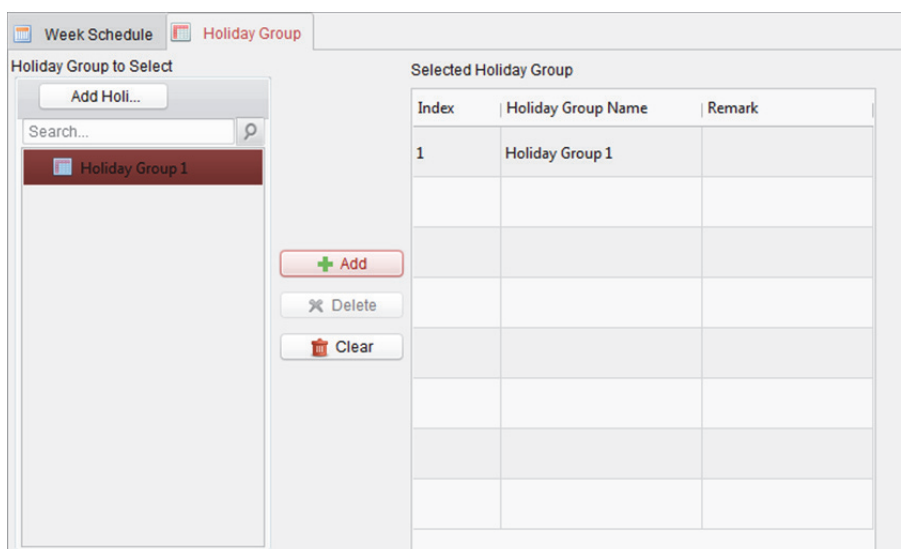 Week Schedule Holiday Group
Holiday Group to Select
Add Holi...
Search...
Holiday Group 1
Add
Delete
Clear
Selected Holiday Group
Index Holiday Group Name Remark
1 Holiday Group 1